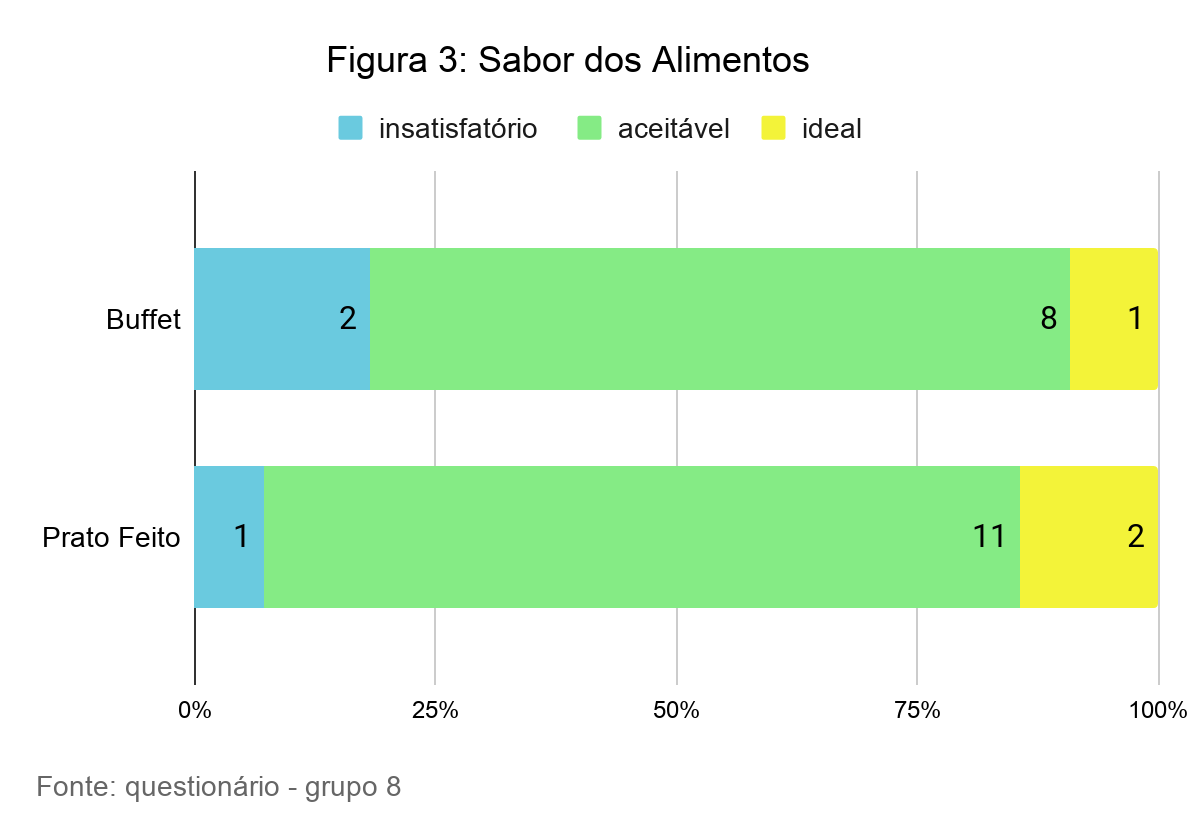 Figura 3: Sabor dos Alimentos
insatisfatório aceitável ideal
Buffet 2 8 1
Prato Feito 1 11 2
0% 25% 50% 75% 100%
Fonte: questionário - grupo 8